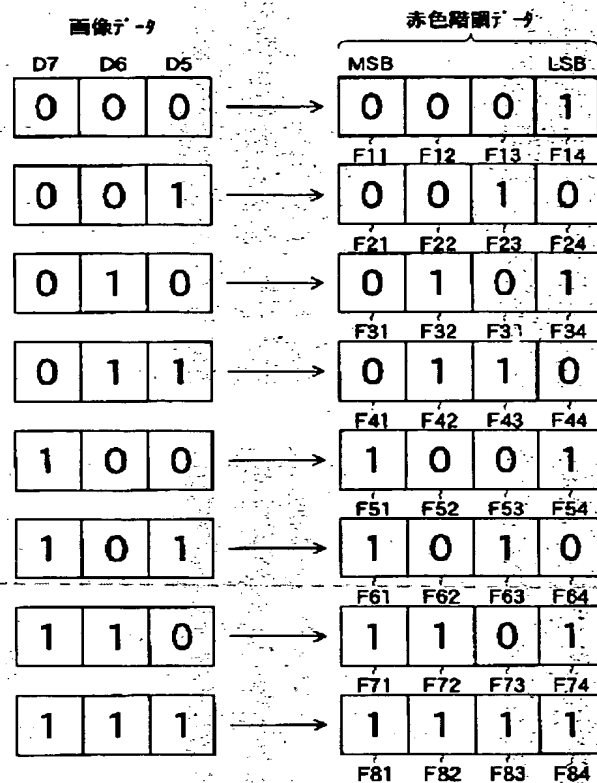 画像データ 赤色階調データ
D7 D6 D5 MSB LSB
0 0 0 0 0 0 1
F11 F12 F13 F14
0 0 1 0 0 1 0
F21 F22 F23 F24
0 1 0 0 1 0 1
F31 F32 F33 F34
0 1 1 0 1 1 0
F41 F42 F43 F44
1 0 0 1 0 0 1
F51 F52 F53 F54
1 0 1 1 0 1 0
F61 F62 F63 F64
1 1 0 1 1 0 1
F71 F72 F73 F74
1 1 1 1 1 1 1
F81 F82 F83 F84